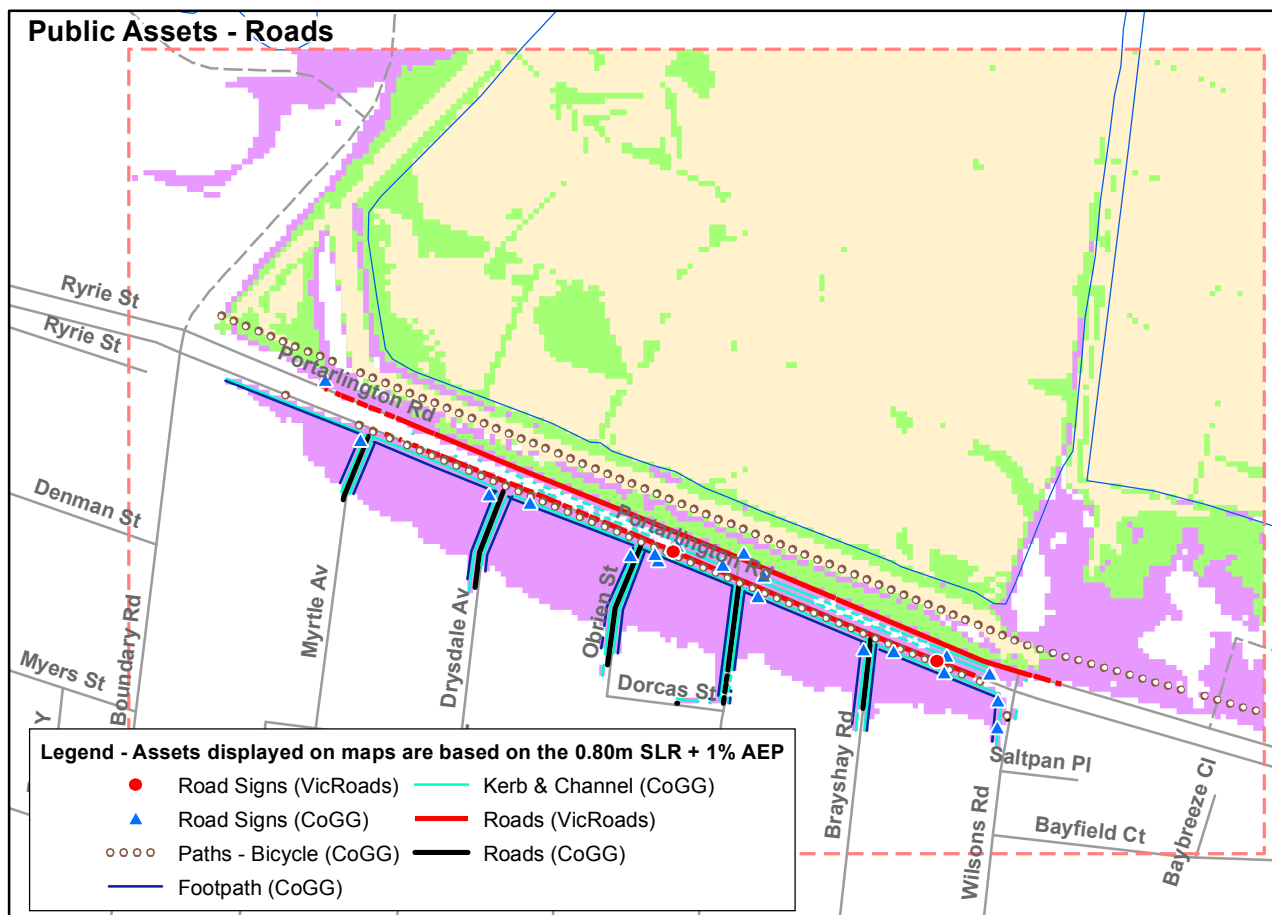 Public Assets - Roads
Ryrie St
Ryrie St
Portarlington Rd
Denman St
Portarlington Rd
Boundary Rd
Myrtle Av
Drysdale Av
Obrien St
Myers St
Dorcas St
Brayshay Rd
Wilsons Rd
Saltpan Pl
Baybreeze Cl
Bayfield Ct
Y
Legend - Assets displayed on maps are based on the 0.80m SLR + 1% AEP
Road Signs (VicRoads)
Kerb & Channel (CoGG)
Road Signs (CoGG)
Roads (VicRoads)
Paths - Bicycle (CoGG)
Roads (CoGG)
Footpath (CoGG)